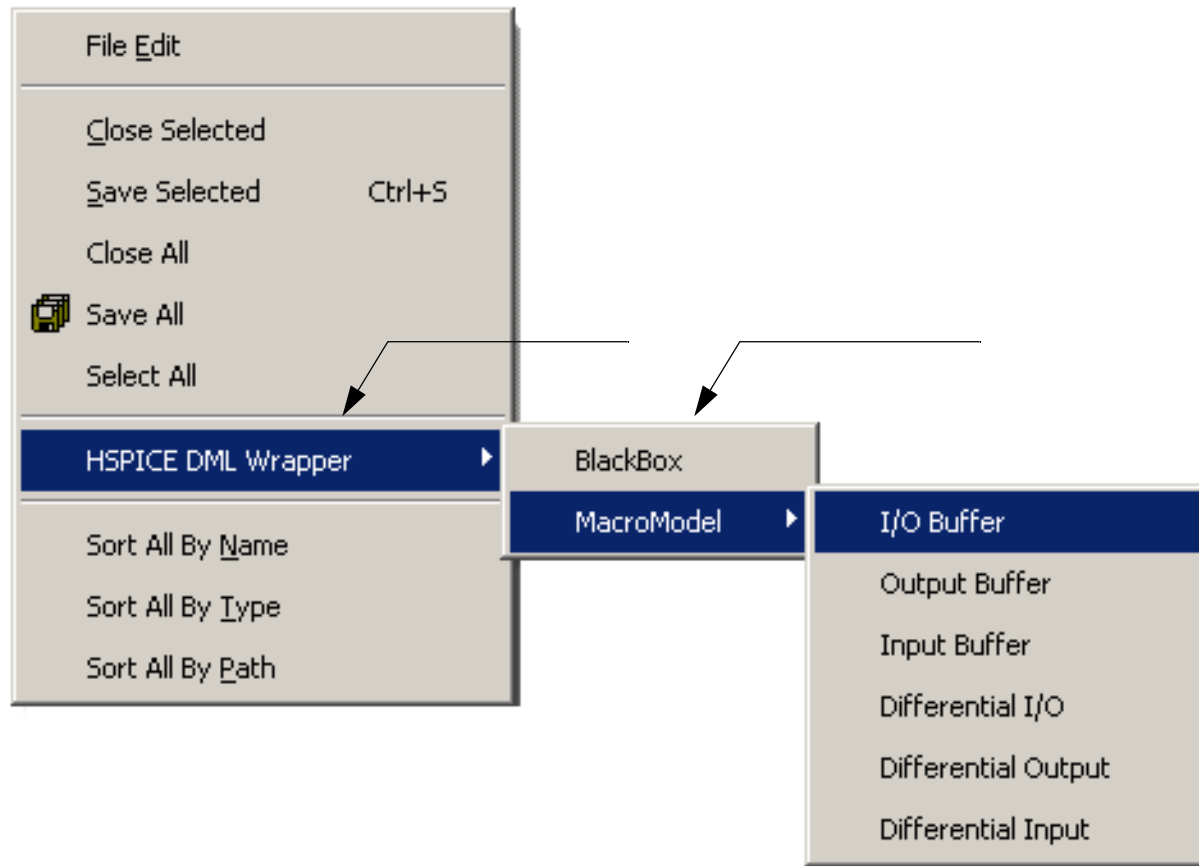 File Edit
Close Selected
Save Selected Ctrl+S
Close All
Save All
Select All
HSPICE DML Wrapper
Sort All By Name
Sort All By Type
Sort All By Path
BlackBox
MacroModel
I/O Buffer
Output Buffer
Input Buffer
Differential I/O
Differential Output
Differential Input